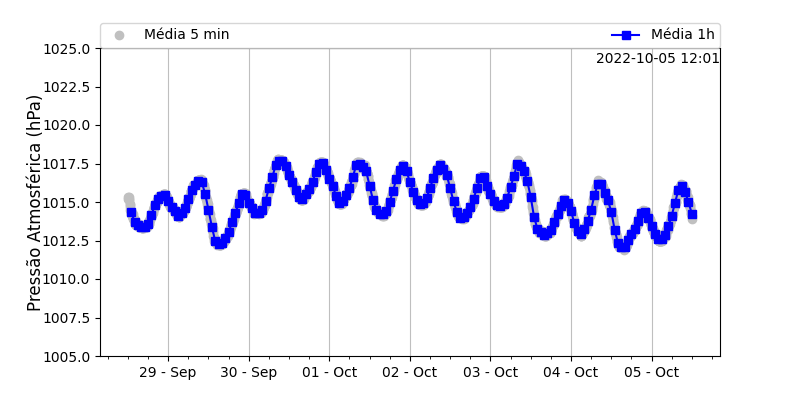 Média 5 min
Média 1h
2022-10-05 12:01
Pressão Atmosférica (hPa)
1025.0
1022.5
1020.0
1017.5
1015.0
1012.5
1010.0
1007.5
1005.0
29 - Sep
30 - Sep
01 - Oct
02 - Oct
03 - Oct
04 - Oct
05 - Oct